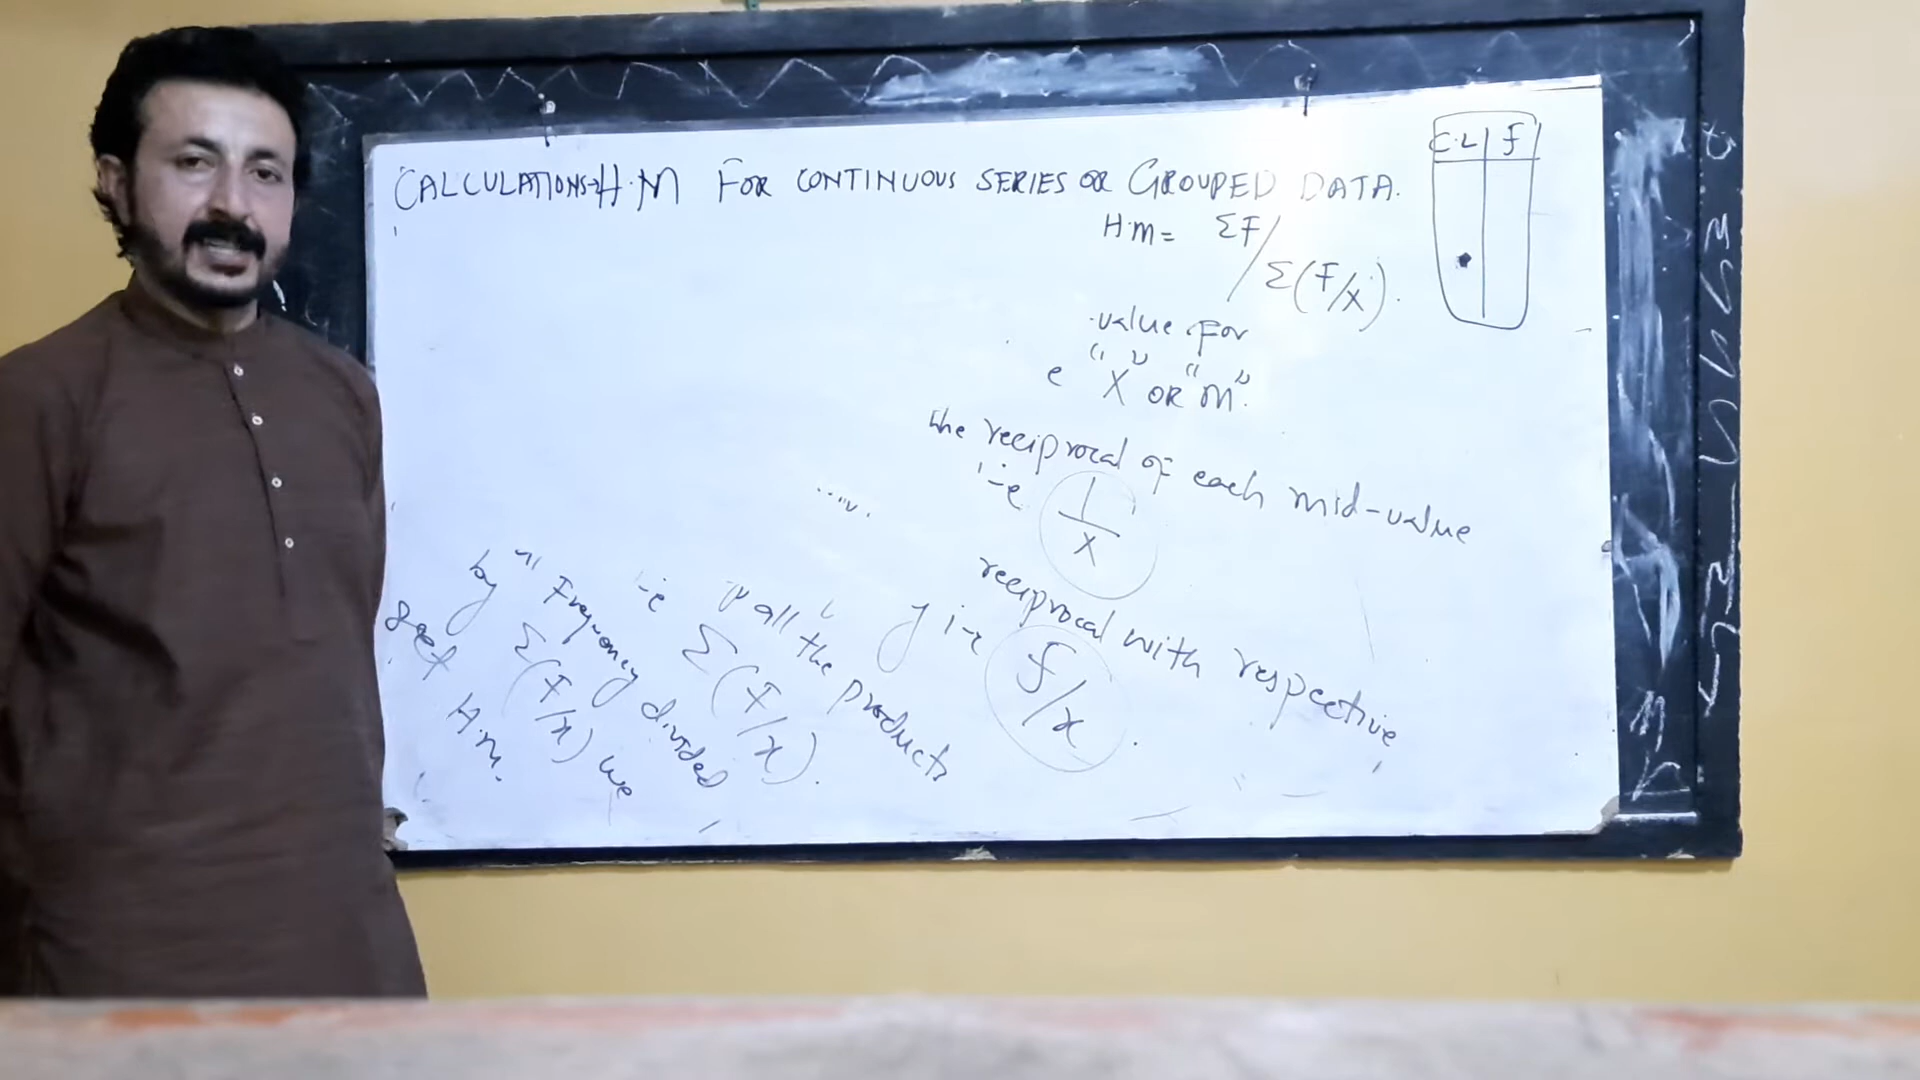 CALCULATIONS→H.M FOR CONTINUOUS SERIES OR GROUPED DATA.
C.L f
H.M = ΣF / Σ(F/X).
value for
e "X" OR "M".
the reciprocal of each mid-value
i-e 1/X
reciprocal with respective
y i-e f/x.
all the products
i-e Σ(F/x).
Frequency divided
by Σ(F/x) we
get H.M.